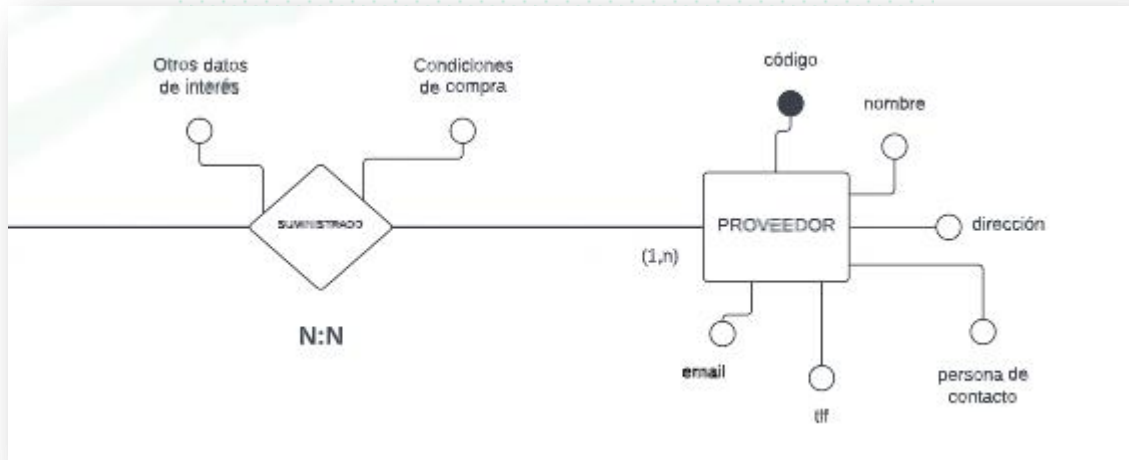 Otros datos
de interés
Condiciones
de compra
código
nombre
SUMINISTRADO
PROVEEDOR
dirección
(1,n)
N:N
email
persona de
contacto
tlf